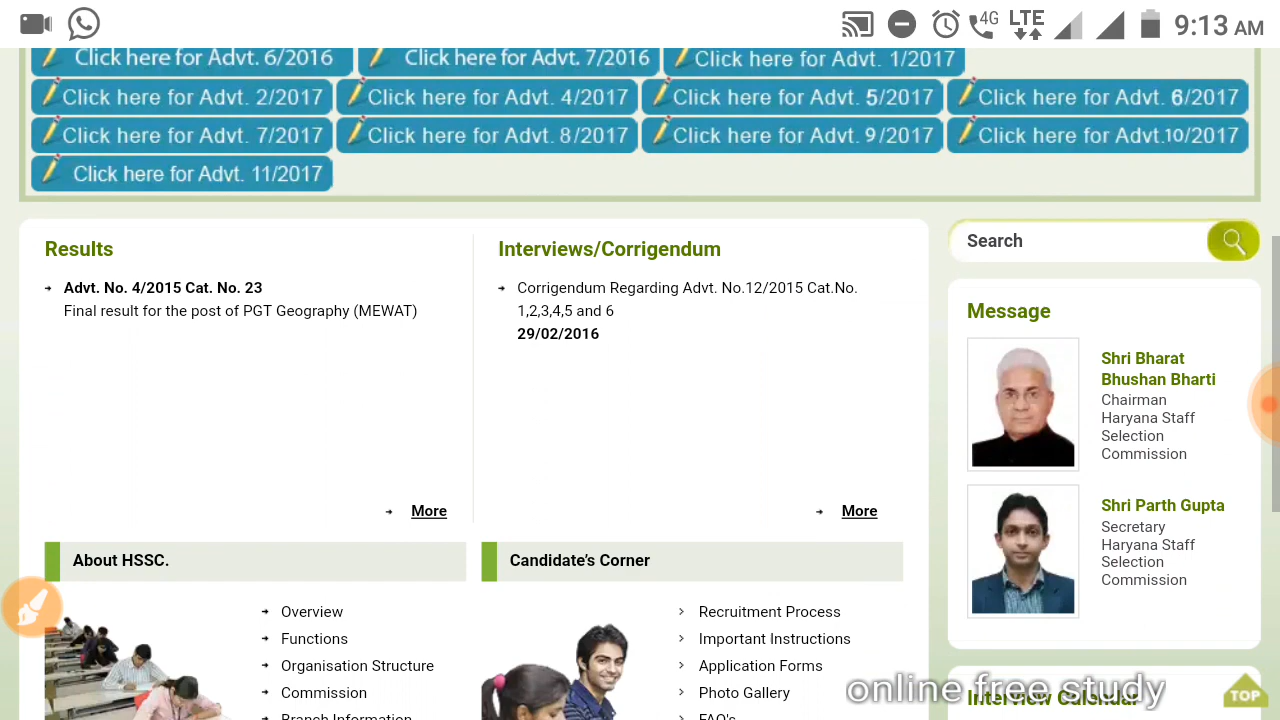 4G LTE 9:13 AM
Click here for Advt. 6/2016
Click here for Advt. 7/2016
Click here for Advt. 1/2017
Click here for Advt. 2/2017
Click here for Advt. 4/2017
Click here for Advt. 5/2017
Click here for Advt. 6/2017
Click here for Advt. 7/2017
Click here for Advt. 8/2017
Click here for Advt. 9/2017
Click here for Advt.10/2017
Click here for Advt. 11/2017
Results
Advt. No. 4/2015 Cat. No. 23
Final result for the post of PGT Geography (MEWAT)
More
Interviews/Corrigendum
Corrigendum Regarding Advt. No.12/2015 Cat.No.
1,2,3,4,5 and 6
29/02/2016
More
Search
Message
Shri Bharat
Bhushan Bharti
Chairman
Haryana Staff
Selection
Commission
Shri Parth Gupta
Secretary
Haryana Staff
Selection
Commission
About HSSC.
Overview
Functions
Organisation Structure
Commission
Branch Information
Candidate's Corner
Recruitment Process
Important Instructions
Application Forms
Photo Gallery
FAQ's
Interview Calendar
online free study
TOP